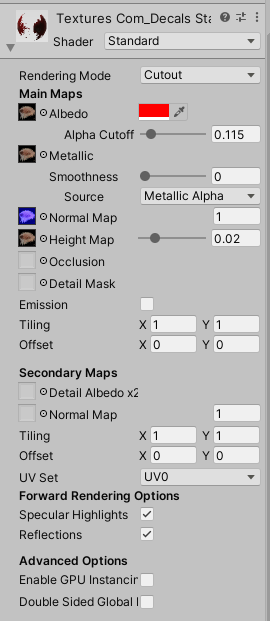 Textures Com_Decals Sta
Shader Standard
Rendering Mode Cutout
Main Maps
Albedo
Alpha Cutoff 0.115
Metallic
Smoothness 0
Source Metallic Alpha
Normal Map 1
Height Map 0.02
Occlusion
Detail Mask
Emission
Tiling X 1 Y 1
Offset X 0 Y 0
Secondary Maps
Detail Albedo x2
Normal Map 1
Tiling X 1 Y 1
Offset X 0 Y 0
UV Set UV0
Forward Rendering Options
Specular Highlights
Reflections
Advanced Options
Enable GPU Instancin
Double Sided Global I